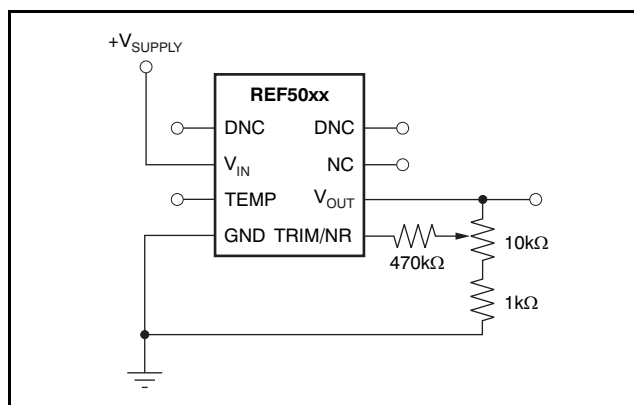 +VSUPPLY
REF50xx
DNC DNC
VIN NC
TEMP VOUT
GND TRIM/NR
10kΩ
470kΩ
1kΩ